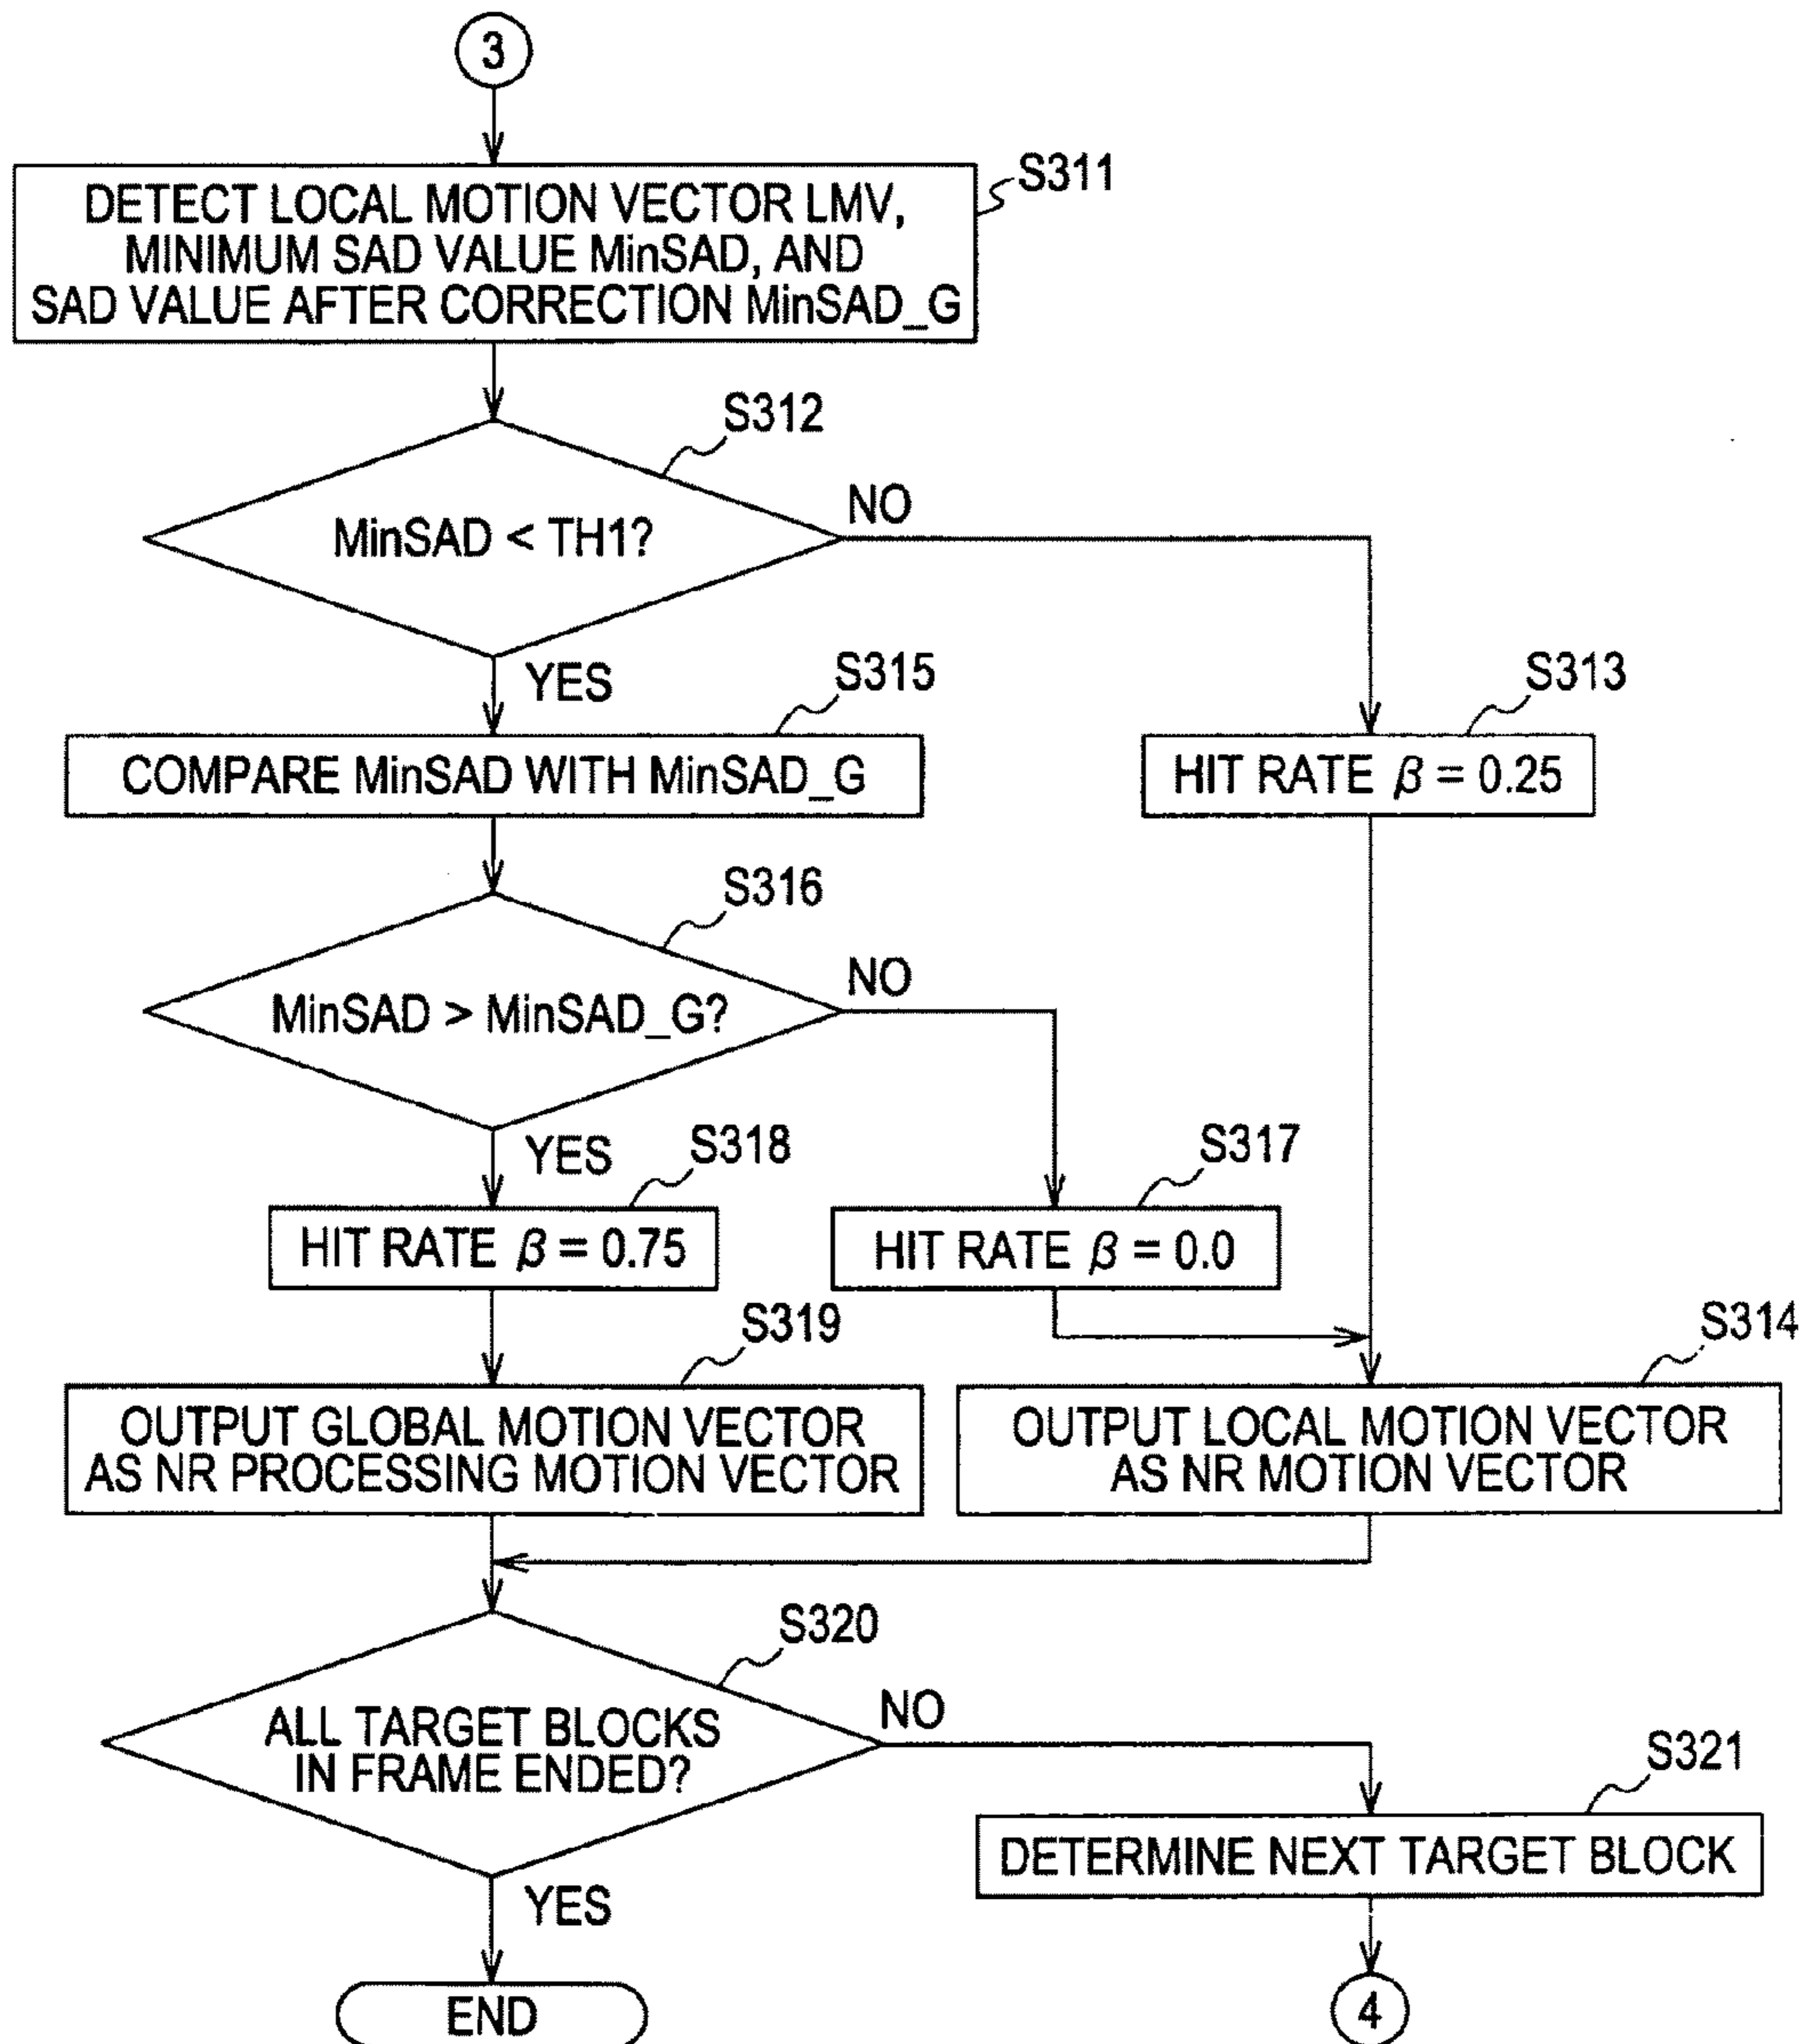 3
DETECT LOCAL MOTION VECTOR LMV,
MINIMUM SAD VALUE MinSAD, AND
SAD VALUE AFTER CORRECTION MinSAD_G
S311
S312
MinSAD < TH1?
NO
YES
S315
COMPARE MinSAD WITH MinSAD_G
S313
HIT RATE β = 0.25
S316
MinSAD > MinSAD_G?
NO
YES
S318
HIT RATE β = 0.75
S317
HIT RATE β = 0.0
S319
OUTPUT GLOBAL MOTION VECTOR
AS NR PROCESSING MOTION VECTOR
S314
OUTPUT LOCAL MOTION VECTOR
AS NR MOTION VECTOR
S320
ALL TARGET BLOCKS
IN FRAME ENDED?
NO
YES
S321
DETERMINE NEXT TARGET BLOCK
END
4